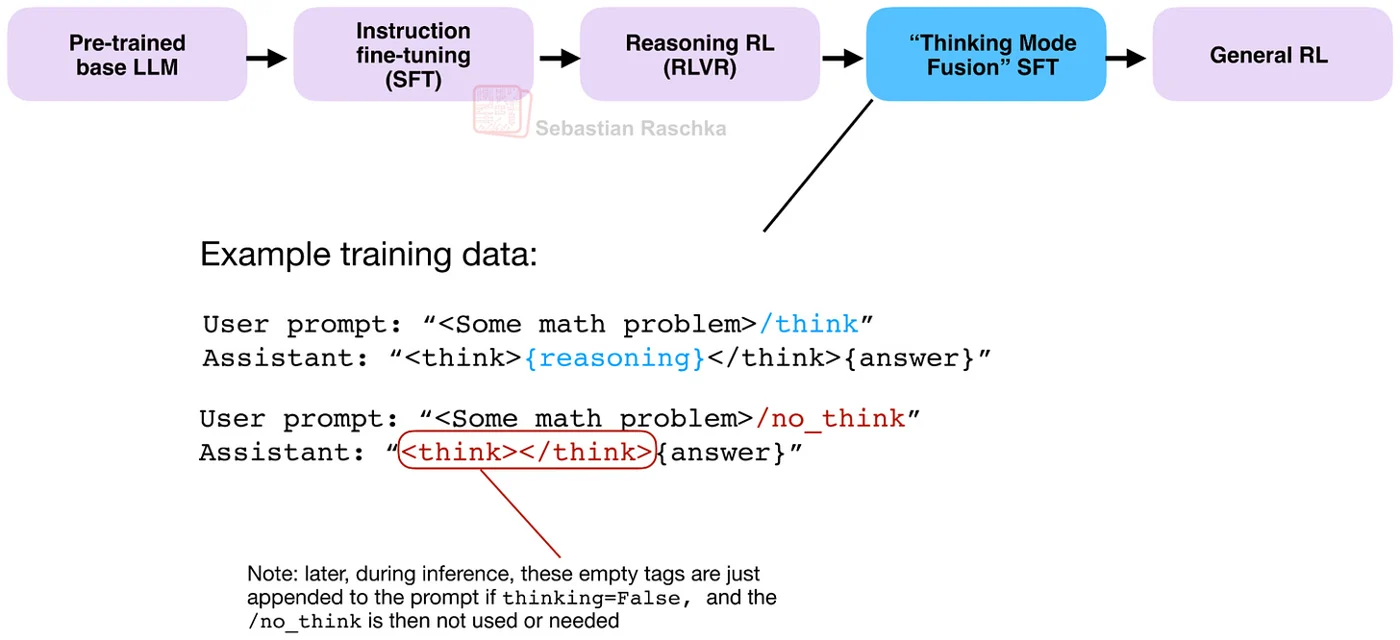 Pre-trained
base LLM
Instruction
fine-tuning
(SFT)
Reasoning RL
(RLVR)
“Thinking Mode
Fusion” SFT
General RL
Sebastian Raschka
Example training data:
User prompt: “<Some math problem>/think”
Assistant: “<think>{reasoning}</think>{answer}”
User prompt: “<Some math problem>/no_think”
Assistant: “<think></think>{answer}”
Note: later, during inference, these empty tags are just
appended to the prompt if thinking=False, and the
/no_think is then not used or needed